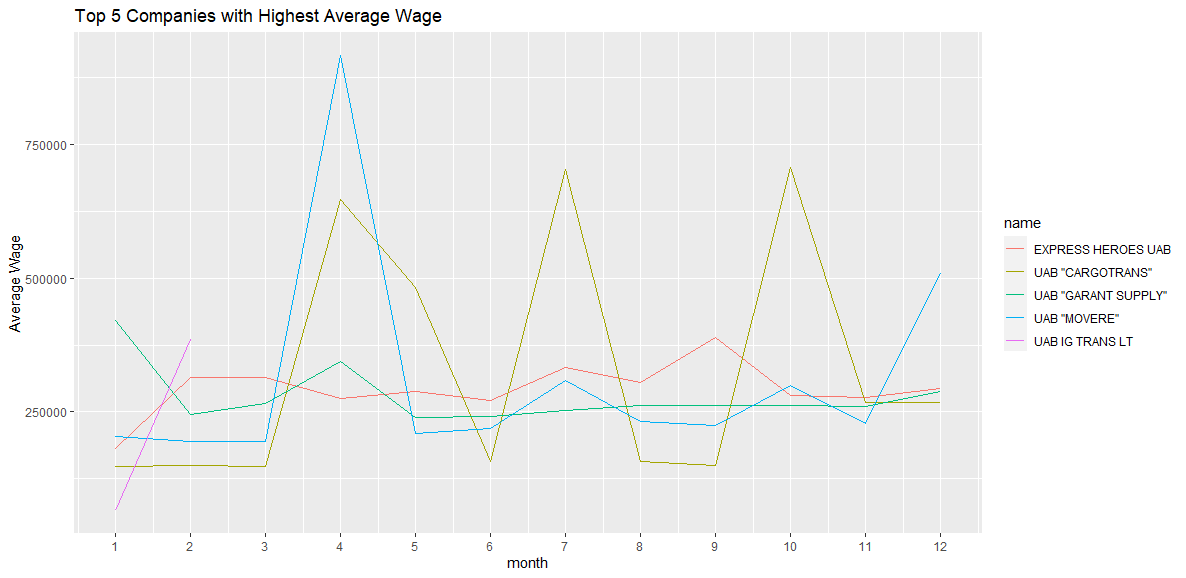 Top 5 Companies with Highest Average Wage
Average Wage
750000
500000
250000
1 2 3 4 5 6 7 8 9 10 11 12
month
name
EXPRESS HEROES UAB
UAB "CARGOTRANS"
UAB "GARANT SUPPLY"
UAB "MOVERE"
UAB IG TRANS LT